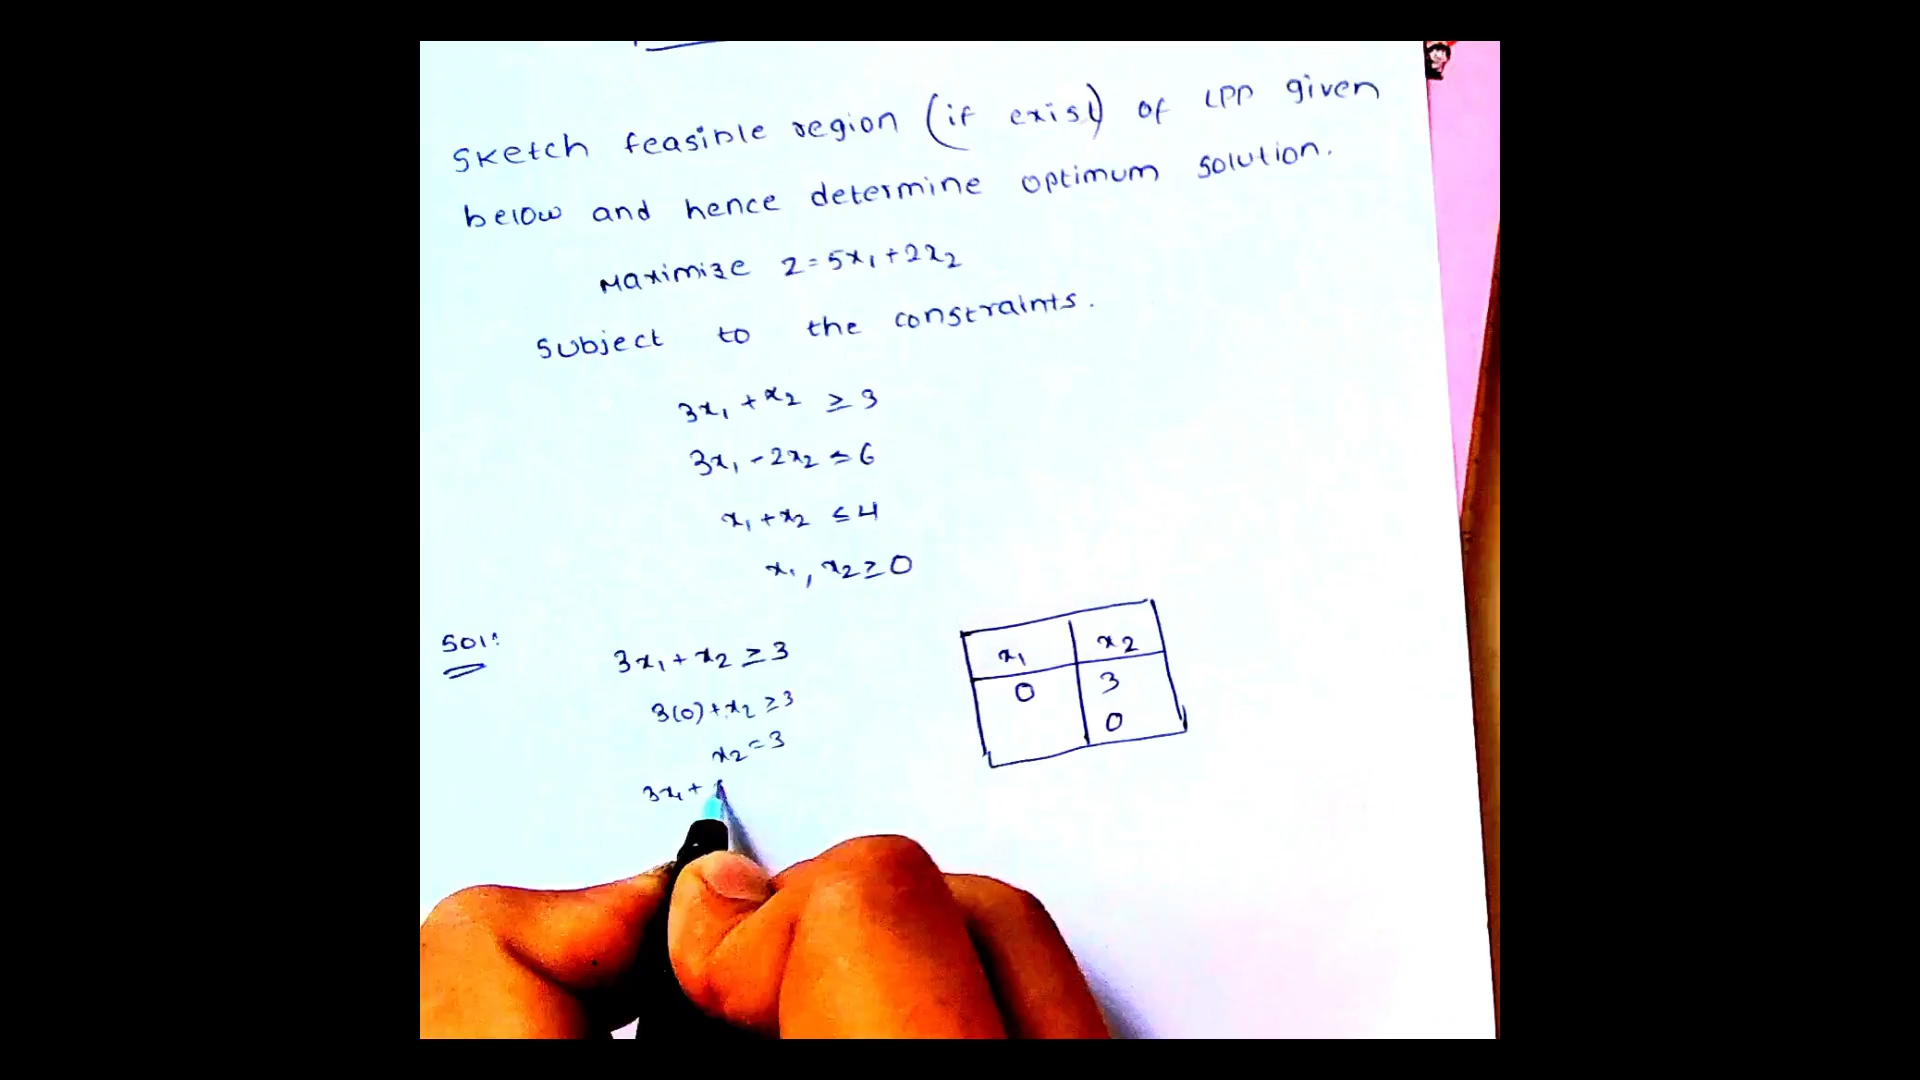 Sketch feasible region (if exist) of LPP given
below and hence determine optimum solution.
Maximize Z=5x₁+2x₂
Subject to the constraints.
3x₁+x₂ ≥ 3
3x₁-2x₂ ≤ 6
x₁+x₂ ≤ 4
x₁, x₂ ≥ 0
Sol:
3x₁+x₂ ≥ 3
3(0)+x₂ ≥ 3
x₂ = 3
3x₁+
x₁ x₂
0 3
0